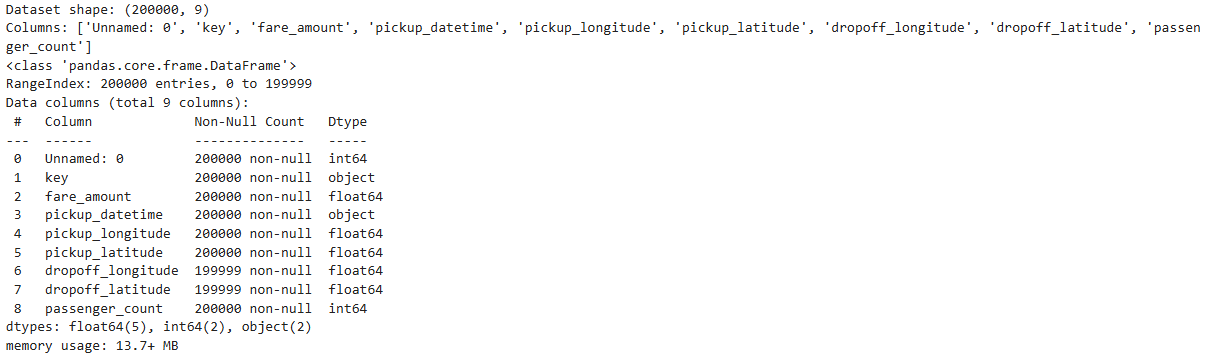 Dataset shape: (200000, 9)
Columns: ['Unnamed: 0', 'key', 'fare_amount', 'pickup_datetime', 'pickup_longitude', 'pickup_latitude', 'dropoff_longitude', 'dropoff_latitude', 'passen
ger_count']
<class 'pandas.core.frame.DataFrame'>
RangeIndex: 200000 entries, 0 to 199999
Data columns (total 9 columns):
 #   Column             Non-Null Count   Dtype
---  ------             --------------   -----
 0   Unnamed: 0         200000 non-null  int64
 1   key                200000 non-null  object
 2   fare_amount        200000 non-null  float64
 3   pickup_datetime    200000 non-null  object
 4   pickup_longitude   200000 non-null  float64
 5   pickup_latitude    200000 non-null  float64
 6   dropoff_longitude  199999 non-null  float64
 7   dropoff_latitude   199999 non-null  float64
 8   passenger_count    200000 non-null  int64
dtypes: float64(5), int64(2), object(2)
memory usage: 13.7+ MB